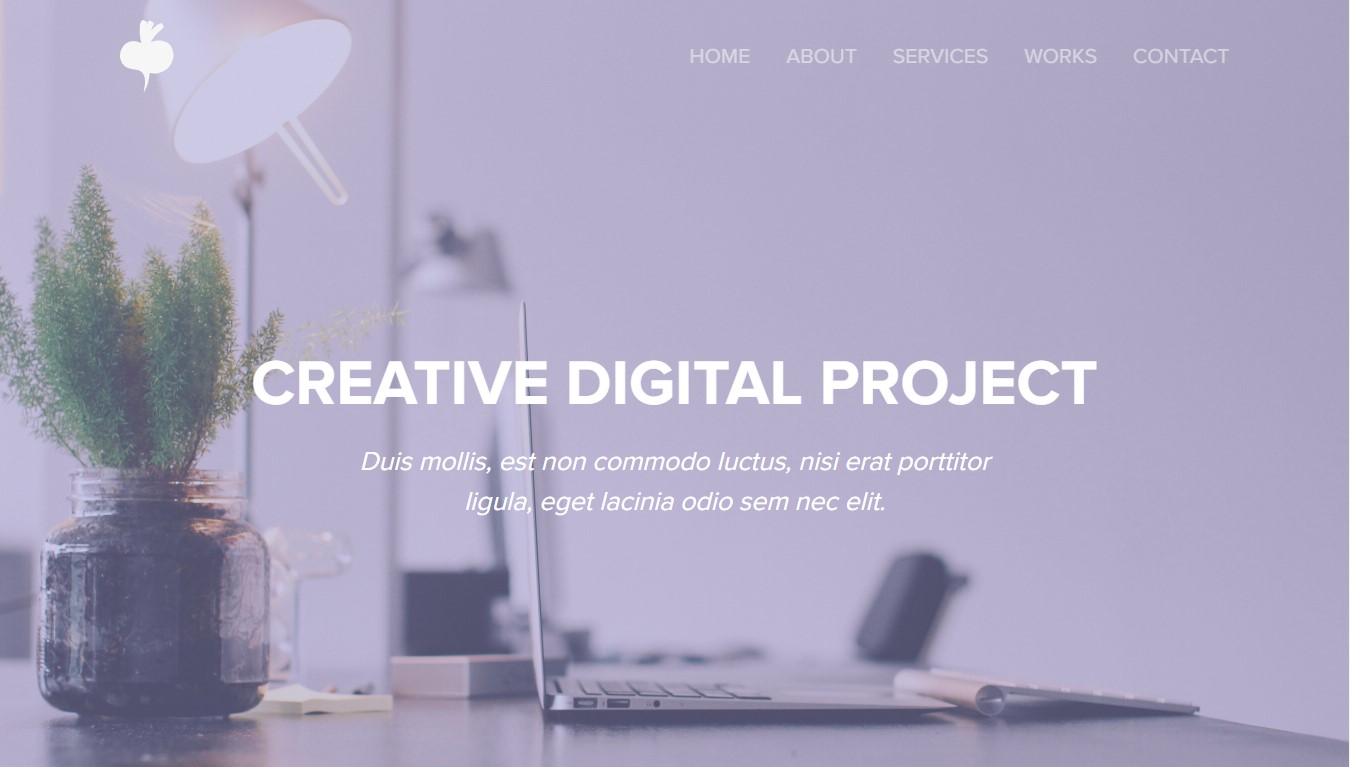 HOME ABOUT SERVICES WORKS CONTACT
CREATIVE DIGITAL PROJECT
Duis mollis, est non commodo luctus, nisi erat porttitor
ligula, eget lacinia odio sem nec elit.